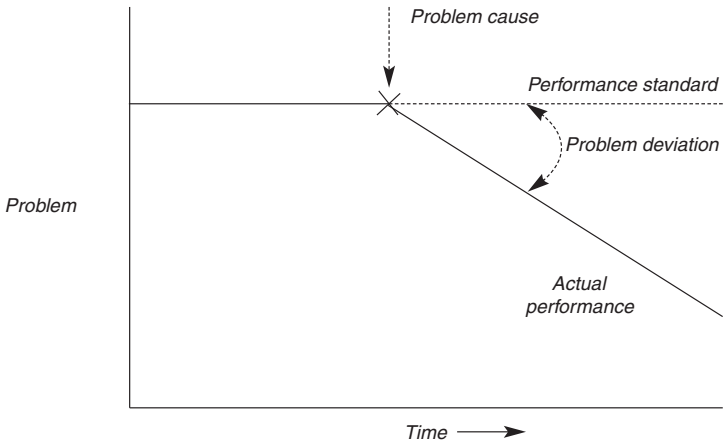 Problem cause
Performance standard
Problem deviation
Problem
Actual
performance
Time